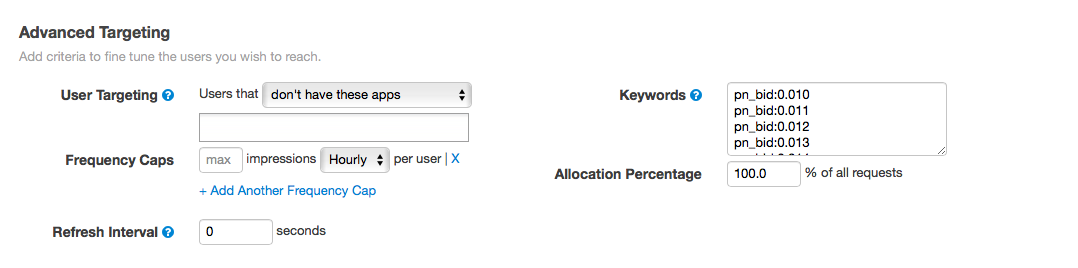 Advanced Targeting
Add criteria to fine tune the users you wish to reach.
User Targeting ? Users that don't have these apps
Keywords ? pn_bid:0.010
pn_bid:0.011
pn_bid:0.012
pn_bid:0.013
Frequency Caps max impressions Hourly per user | X
+ Add Another Frequency Cap
Allocation Percentage 100.0 % of all requests
Refresh Interval ? 0 seconds